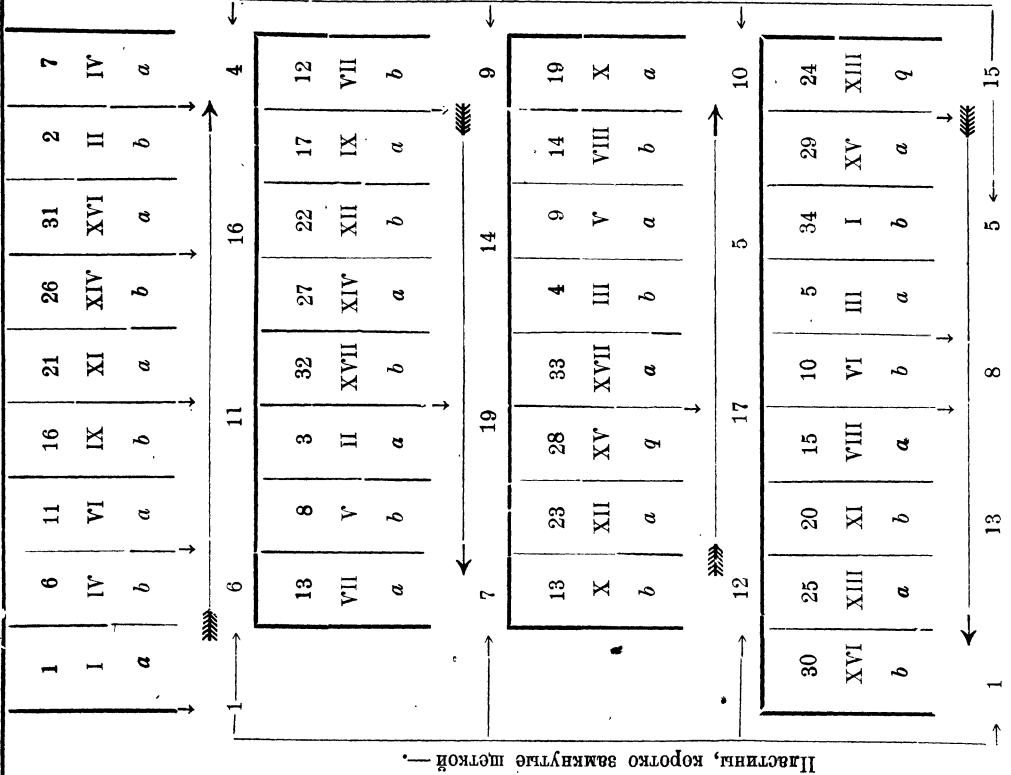 1 6 11 16 21 26 31 2 7
I IV VI IX XI XIV XVI II IV
a b a b a b a b a
1 6 11 16 4
13 8 3 32 27 22 17 12
VII V II XVII XIV XII IX VII
a b a b a b a b
7 19 14 9
13 23 28 33 4 9 14 19
X XII XV XVII III V VIII X
b a q a b a b a
12 17 5 10
30 25 20 15 10 5 34 29 24
XVI XIII XI VIII VI III I XV XIII
b a b a b a b a q
1 13 8 5 15
Пластины, коротко замкнутые щеткой —.